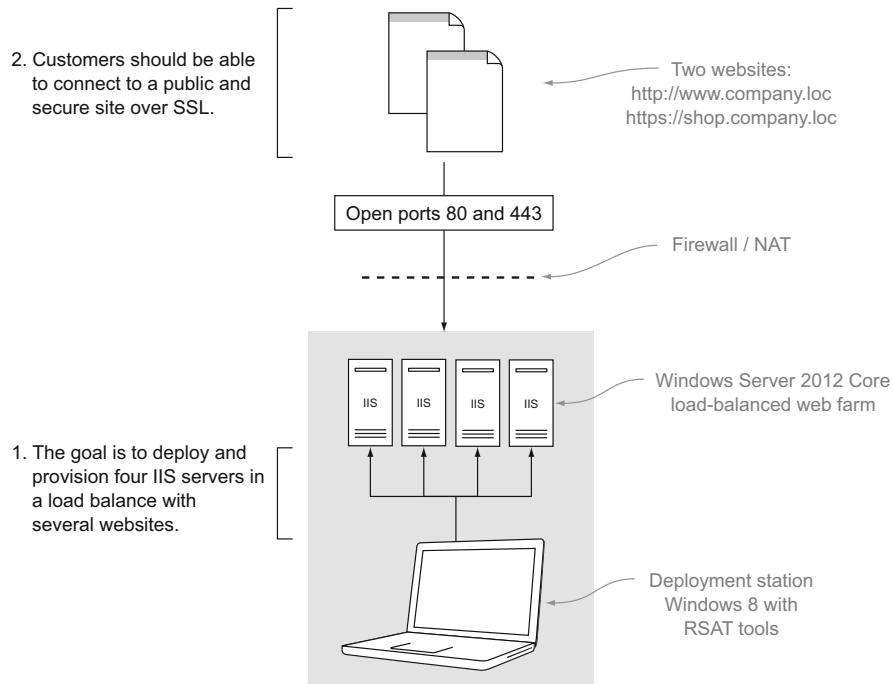 2. Customers should be able
to connect to a public and
secure site over SSL.
Two websites:
http://www.company.loc
https://shop.company.loc
Open ports 80 and 443
Firewall / NAT
IIS
IIS
IIS
IIS
Windows Server 2012 Core
load-balanced web farm
1. The goal is to deploy and
provision four IIS servers in
a load balance with
several websites.
Deployment station
Windows 8 with
RSAT tools